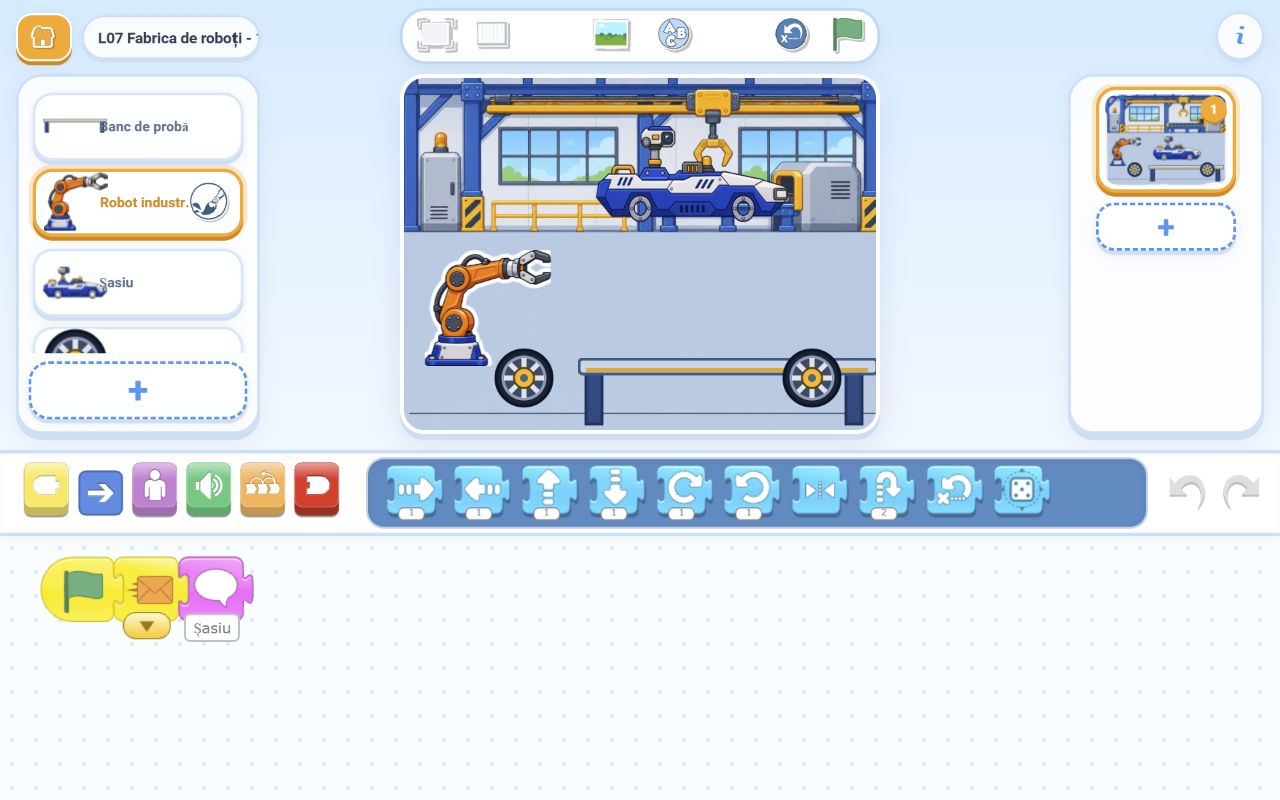 L07 Fabrica de roboți -
ABC
x
i
Banc de probă
Robot industr.
Șasiu
1
1
1
1
1
1
1
2
x
Șasiu